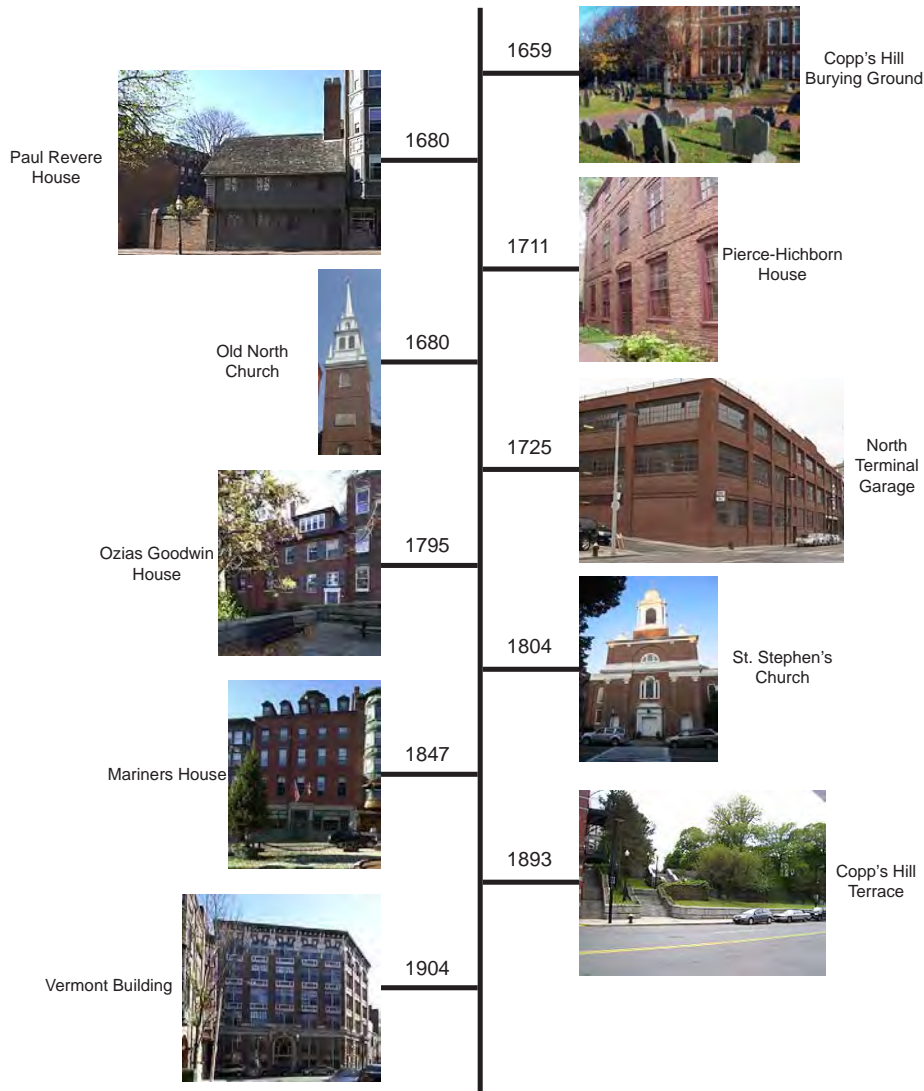 1659
Copp's Hill
Burying Ground
Paul Revere
House
1680
1711
Pierce-Hichborn
House
Old North
Church
1680
1725
North
Terminal
Garage
Ozias Goodwin
House
1795
1804
St. Stephen's
Church
Mariners House
1847
1893
Copp's Hill
Terrace
Vermont Building
1904